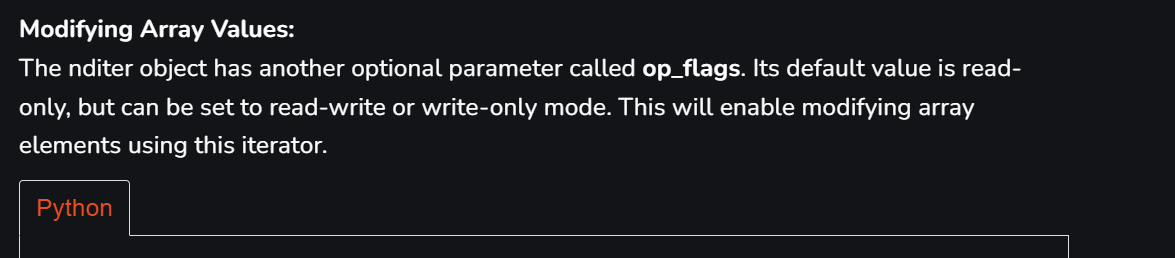 Modifying Array Values:
The nditer object has another optional parameter called op_flags. Its default value is read-
only, but can be set to read-write or write-only mode. This will enable modifying array
elements using this iterator.
Python